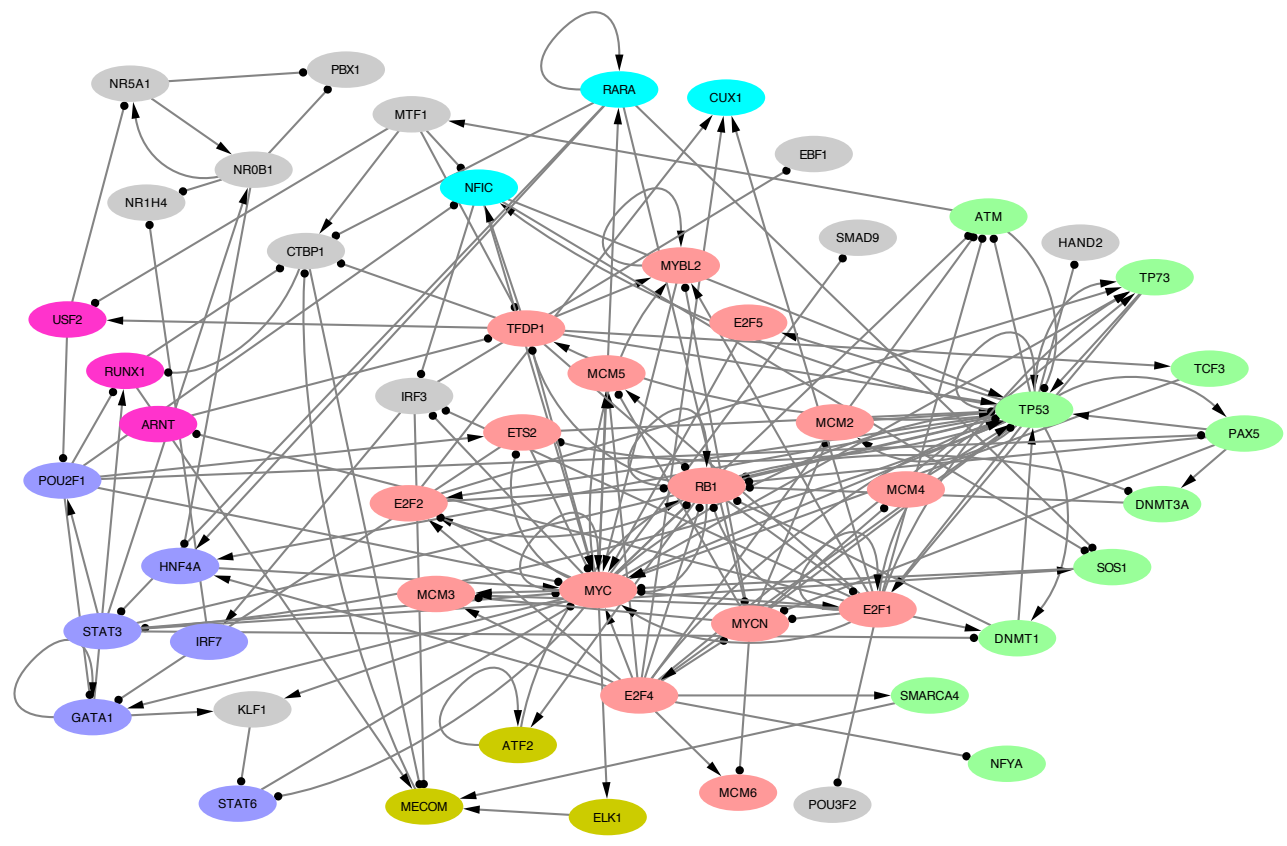 PBX1
NR5A1
RARA
CUX1
MTF1
EBF1
NR0B1
NFIC
NR1H4
ATM
SMAD9
HAND2
CTBP1
MYBL2
TP73
USF2
E2F5
TFDP1
RUNX1
MCM5
TCF3
IRF3
TP53
ARNT
MCM2
ETS2
PAX5
POU2F1
RB1
MCM4
E2F2
DNMT3A
HNF4A
SOS1
MYC
MCM3
E2F1
MYCN
STAT3
IRF7
DNMT1
E2F4
SMARCA4
KLF1
GATA1
ATF2
NFYA
MCM6
STAT6
MECOM
POU3F2
ELK1